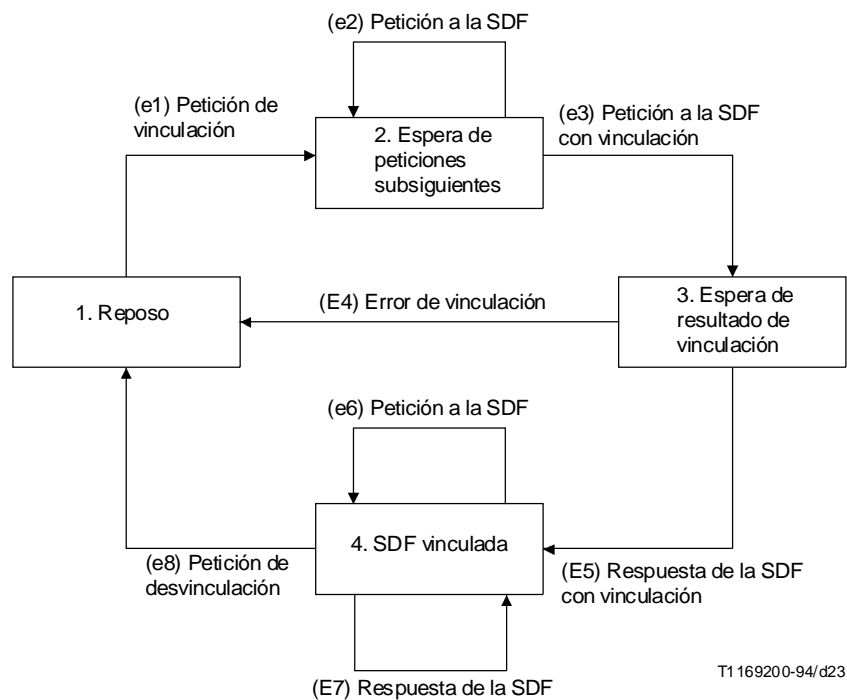 (e2) Petición a la SDF
(e1) Petición de
vinculación
2. Espera de
peticiones
subsiguientes
(e3) Petición a la SDF
con vinculación
1. Reposo
(E4) Error de vinculación
3. Espera de
resultado de
vinculación
(e6) Petición a la SDF
4. SDF vinculada
(e8) Petición de
desvinculación
(E5) Respuesta de la SDF
con vinculación
(E7) Respuesta de la SDF
T1169200-94/d23